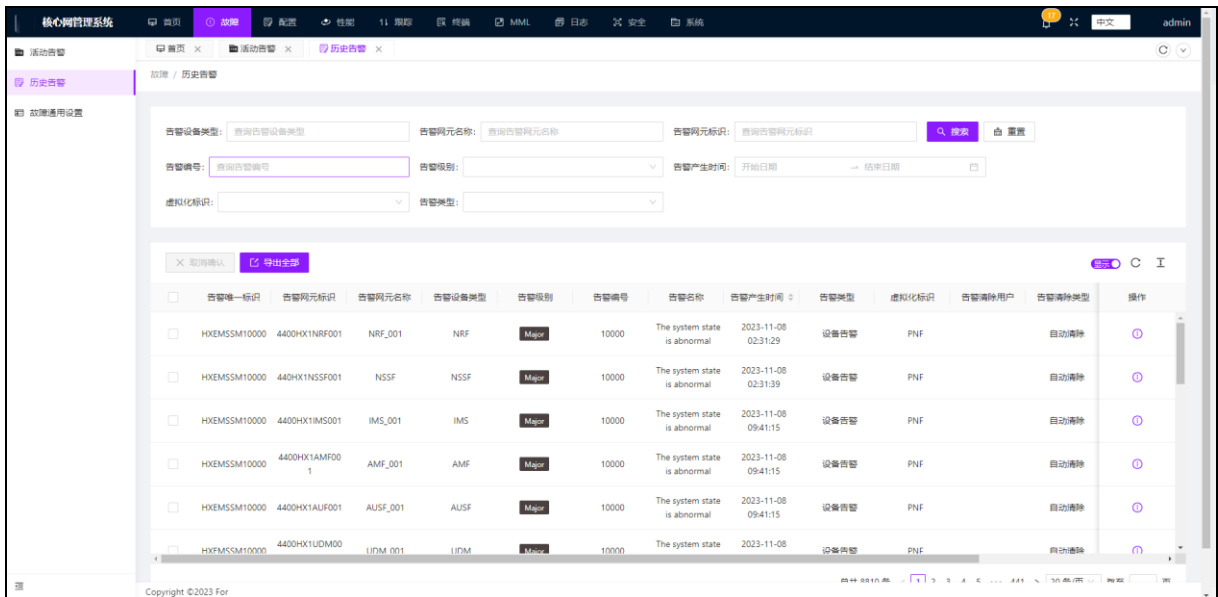 核心网管理系统 首页 故障 配置 性能 跟踪 终端 MML 日志 安全 系统 17 中文 admin
活动告警 首页 活动告警 历史告警
历史告警 故障 / 历史告警
故障通用设置
告警设备类型: 查询告警设备类型 告警网元名称: 查询告警网元名称 告警网元标识: 查询告警网元标识 搜索 重置
告警编号: 查询告警编号 告警级别: 告警产生时间: 开始日期 → 结束日期
虚拟化标识: 告警类型:
取消确认 导出全部 显示
告警唯一标识 告警网元标识 告警网元名称 告警设备类型 告警级别 告警编号 告警名称 告警产生时间 告警类型 虚拟化标识 告警清除用户 告警清除类型 操作
HXEMSSM10000 4400HX1NRF001 NRF_001 NRF Major 10000 The system state is abnormal 2023-11-08 02:31:29 设备告警 PNF 自动清除
HXEMSSM10000 440HX1NSSF001 NSSF NSSF Major 10000 The system state is abnormal 2023-11-08 02:31:39 设备告警 PNF 自动清除
HXEMSSM10000 4400HX1IMS001 IMS_001 IMS Major 10000 The system state is abnormal 2023-11-08 09:41:15 设备告警 PNF 自动清除
HXEMSSM10000 4400HX1AMF001 AMF_001 AMF Major 10000 The system state is abnormal 2023-11-08 09:41:15 设备告警 PNF 自动清除
HXEMSSM10000 4400HX1AUF001 AUSF_001 AUSF Major 10000 The system state is abnormal 2023-11-08 09:41:15 设备告警 PNF 自动清除
HXEMSSM10000 4400HX1UDM00 UDM_001 UDM Major 10000 The system state 2023-11-08 设备告警 PNF 自动清除
总共 8810 条 < 1 2 3 4 5 ··· 441 > 20 条/页 跳至 页
Copyright ©2023 For